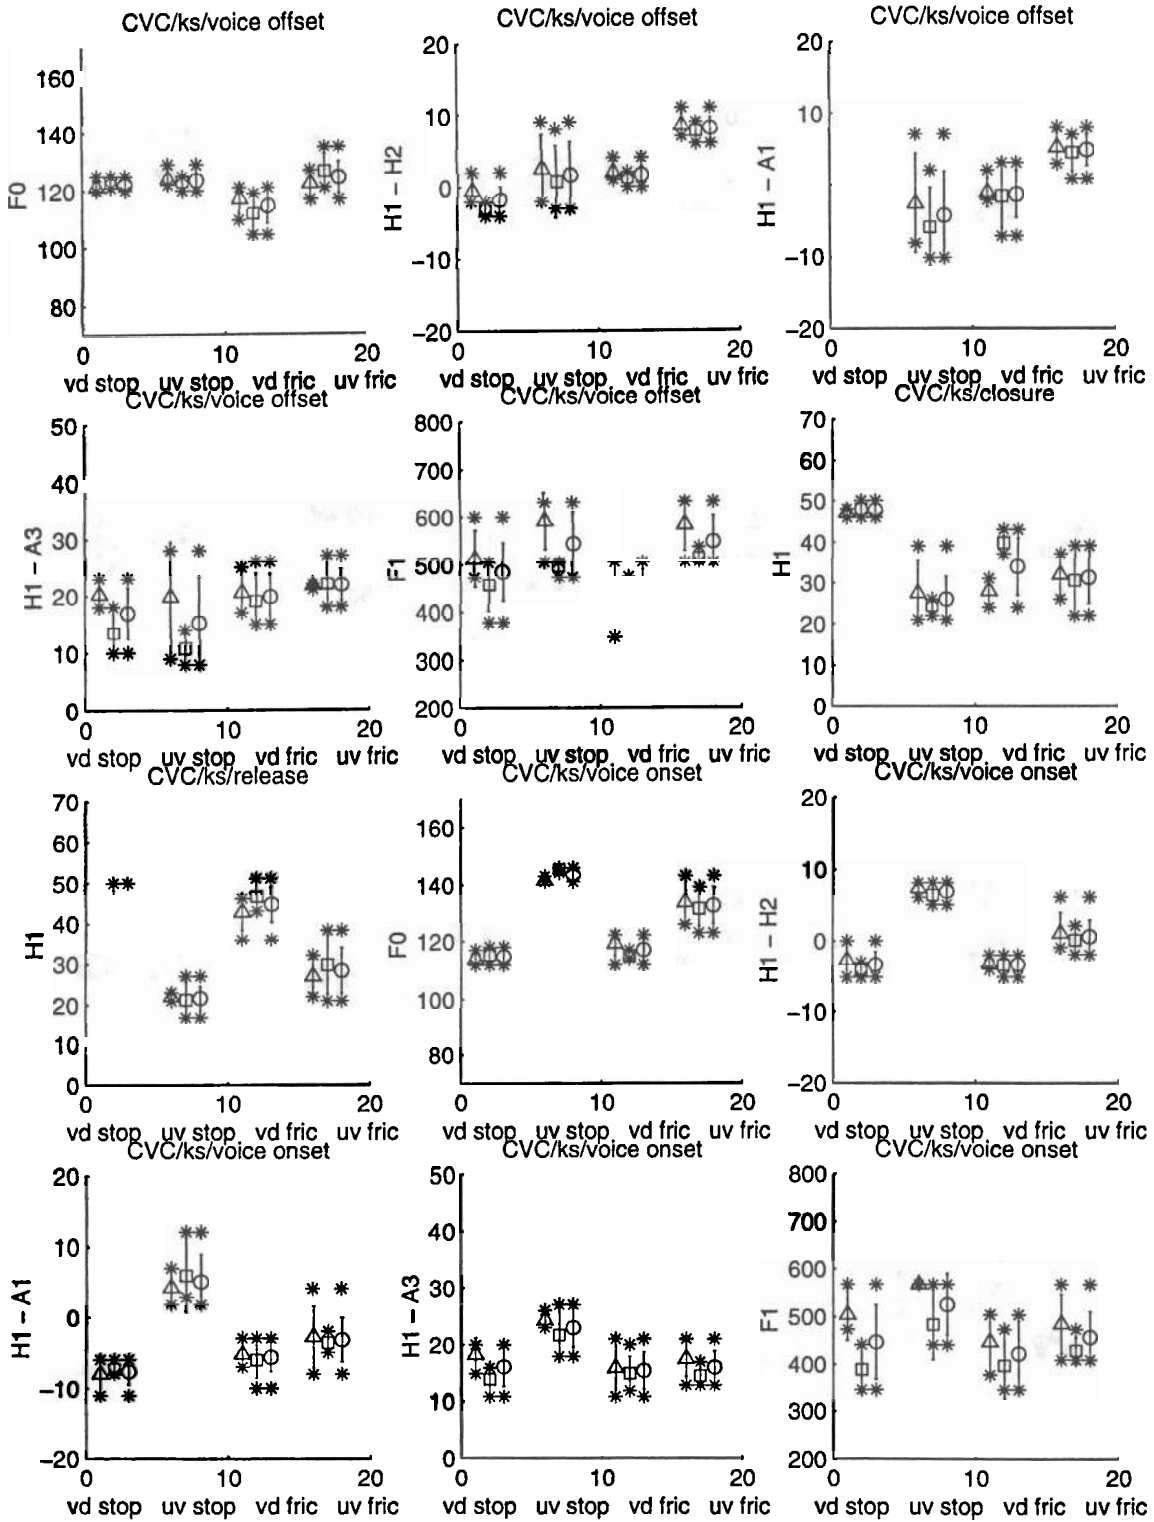 CVC/ks/voice offset
F0
160
140
120
100
80
0 10 20
vd stop uv stop vd fric uv fric
CVC/ks/voice offset
H1 – H2
20
10
0
–10
–20
0 10 20
vd stop uv stop vd fric uv fric
CVC/ks/voice offset
H1 – A1
20
10
–10
–20
0 10 20
vd stop uv stop vd fric uv fric
CVC/ks/voice offset
H1 – A3
50
40
30
20
10
0
0 10 20
vd stop uv stop vd fric uv fric
CVC/ks/voice offset
F1
800
700
600
500
400
300
200
0 10 20
vd stop uv stop vd fric uv fric
CVC/ks/closure
H1
70
60
50
40
30
20
10
0
0 10 20
vd stop uv stop vd fric uv fric
CVC/ks/release
H1
70
60
50
40
30
20
10
0
0 10 20
vd stop uv stop vd fric uv fric
CVC/ks/voice onset
F0
160
140
120
100
80
0 10 20
vd stop uv stop vd fric uv fric
CVC/ks/voice onset
H1 – H2
20
10
0
–10
–20
0 10 20
vd stop uv stop vd fric uv fric
CVC/ks/voice onset
H1 – A1
20
10
0
–10
–20
0 10 20
vd stop uv stop vd fric uv fric
CVC/ks/voice onset
H1 – A3
50
40
30
20
10
0
0 10 20
vd stop uv stop vd fric uv fric
CVC/ks/voice onset
F1
800
700
600
500
400
300
200
0 10 20
vd stop uv stop vd fric uv fric